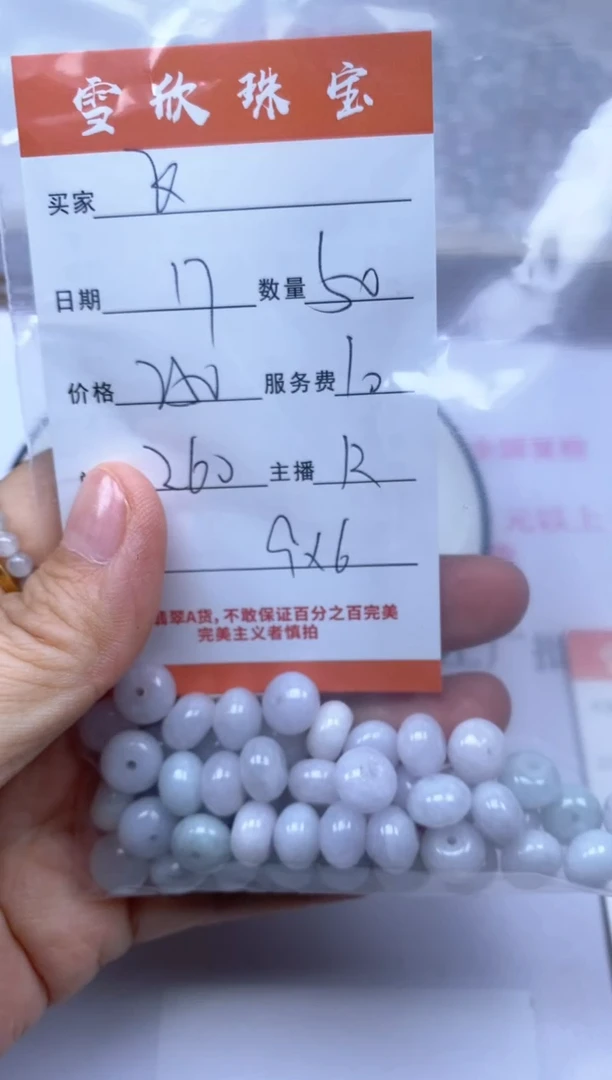 雪欣珠宝
买家
日期 17 数量 50
价格 服务费 10
260 主播 R
9x6
翡翠A货,不敢保证百分之百完美
完美主义者慎拍